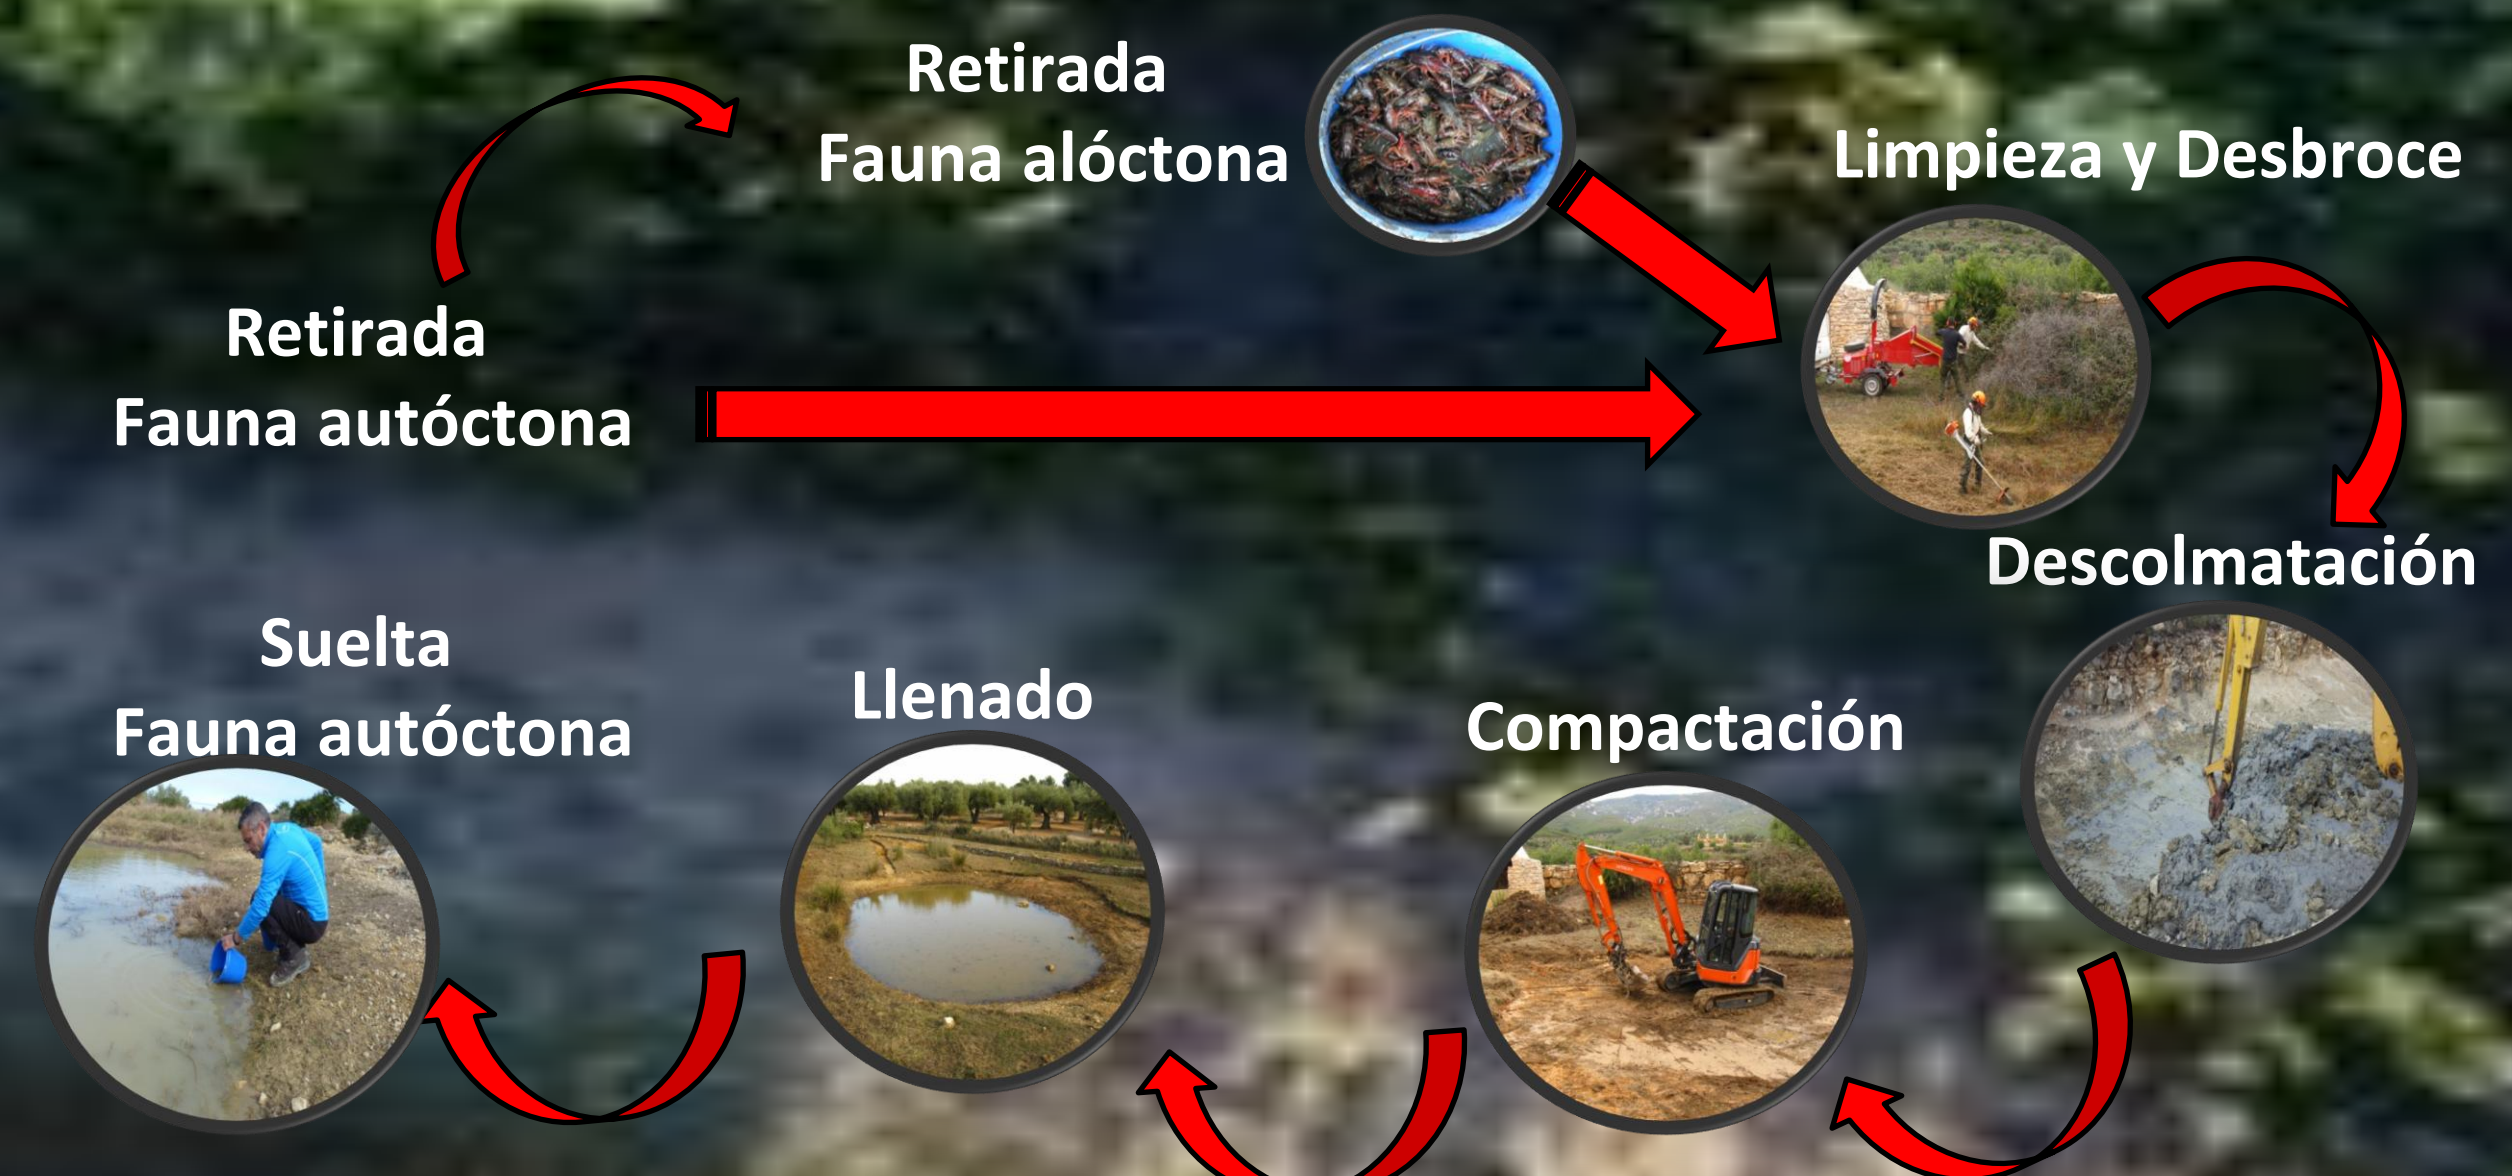 Retirada
Fauna alóctona
Limpieza y Desbroce
Retirada
Fauna autóctona
Descolmatación
Suelta
Fauna autóctona
Llenado
Compactación